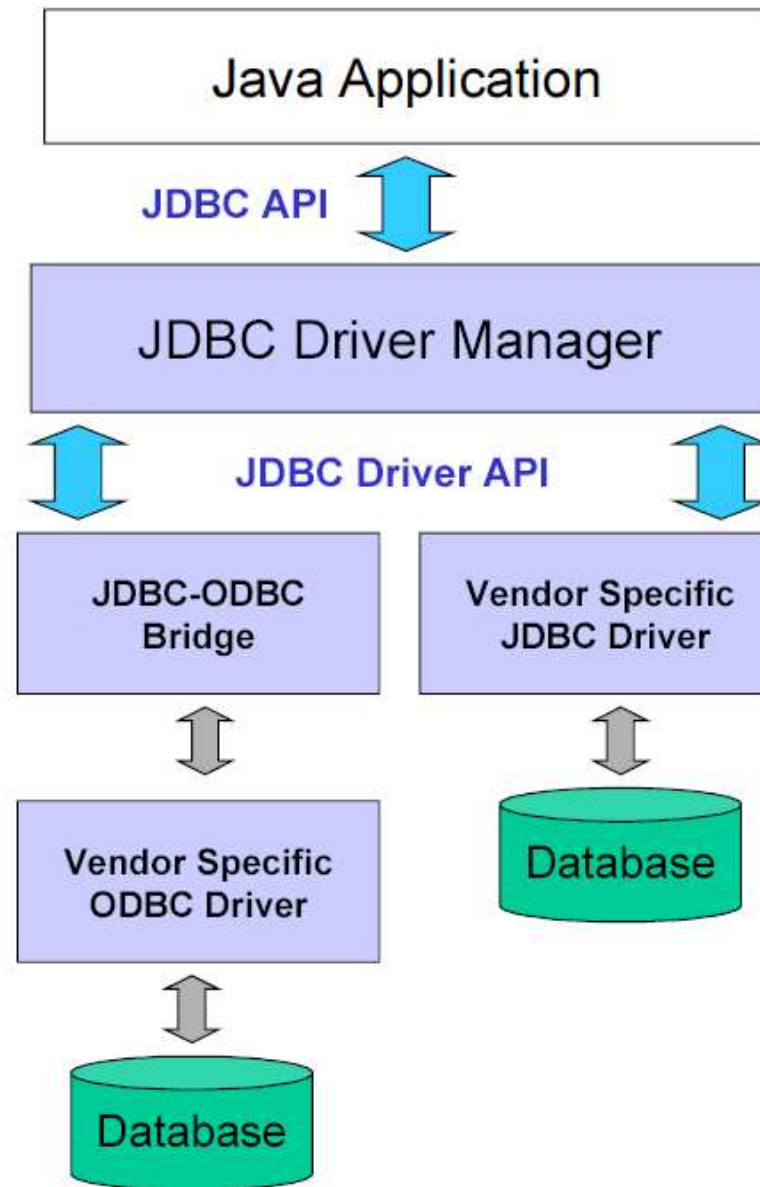 Java Application
JDBC API
JDBC Driver Manager
JDBC Driver API
JDBC-ODBC
Bridge
Vendor Specific
JDBC Driver
Vendor Specific
ODBC Driver
Database
Database